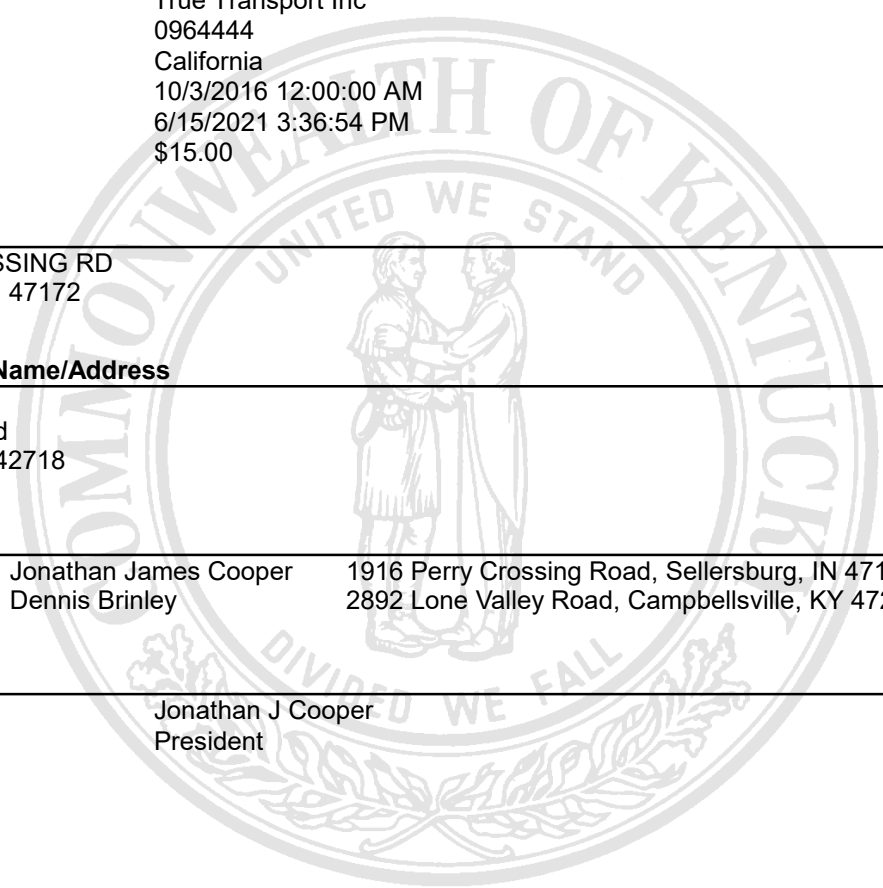 True Transport Inc
0964444
California
10/3/2016 12:00:00 AM
6/15/2021 3:36:54 PM
$15.00
COMMONWEALTH OF KENTUCKY
UNITED WE STAND
SSING RD
47172
Name/Address
d
42718
Jonathan James Cooper 1916 Perry Crossing Road, Sellersburg, IN 471
Dennis Brinley 2892 Lone Valley Road, Campbellsville, KY 472
DIVIDED WE FALL
Jonathan J Cooper
President